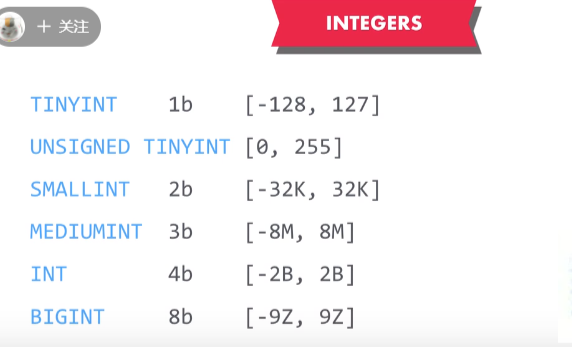 + 关注
INTEGERS
TINYINT 1b [-128, 127]
UNSIGNED TINYINT [0, 255]
SMALLINT 2b [-32K, 32K]
MEDIUMINT 3b [-8M, 8M]
INT 4b [-2B, 2B]
BIGINT 8b [-9Z, 9Z]